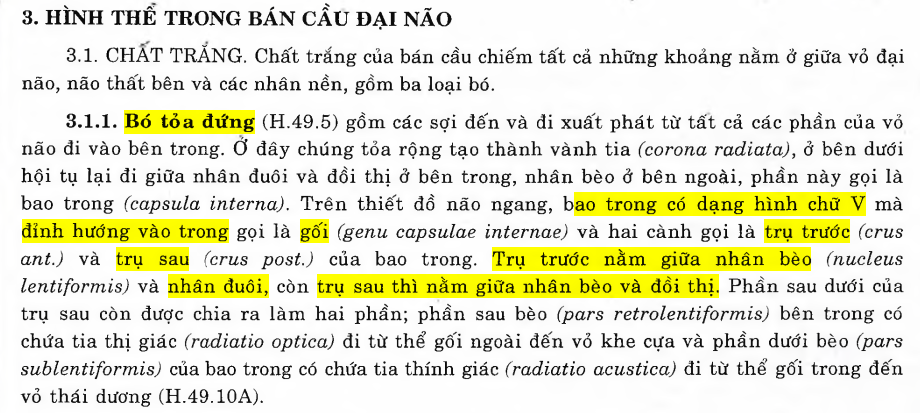 3. HÌNH THỂ TRONG BÁN CẦU ĐẠI NÃO
3.1. CHẤT TRẮNG. Chất trắng của bán cầu chiếm tất cả những khoảng nằm ở giữa vỏ đại
não, não thất bên và các nhân nền, gồm ba loại bó.
3.1.1. Bó tỏa đứng (H.49.5) gồm các sợi đến và đi xuất phát từ tất cả các phần của vỏ
não đi vào bên trong. Ở đây chúng tỏa rộng tạo thành vành tia (corona radiata), ở bên dưới
hội tụ lại đi giữa nhân đuôi và đồi thị ở bên trong, nhân bèo ở bên ngoài, phần này gọi là
bao trong (capsula interna). Trên thiết đồ não ngang, bao trong có dạng hình chữ V mà
đỉnh hướng vào trong gọi là gối (genu capsulae internae) và hai cành gọi là trụ trước (crus
ant.) và trụ sau (crus post.) của bao trong. Trụ trước nằm giữa nhân bèo (nucleus
lentiformis) và nhân đuôi, còn trụ sau thì nằm giữa nhân bèo và đồi thị. Phần sau dưới của
trụ sau còn được chia ra làm hai phần; phần sau bèo (pars retrolentiformis) bên trong có
chứa tia thị giác (radiatio optica) đi từ thể gối ngoài đến vỏ khe cựa và phần dưới bèo (pars
sublentiformis) của bao trong có chứa tia thính giác (radiatio acustica) đi từ thể gối trong đến
vỏ thái dương (H.49.10A).